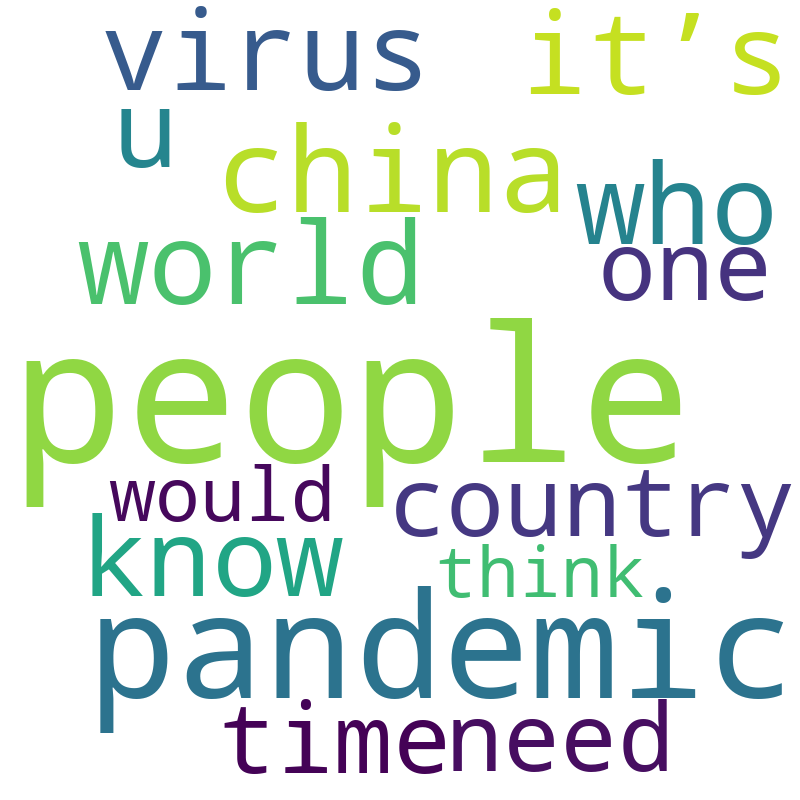 virus it’s
u china who
world one
people
would country
know think
pandemic
time need